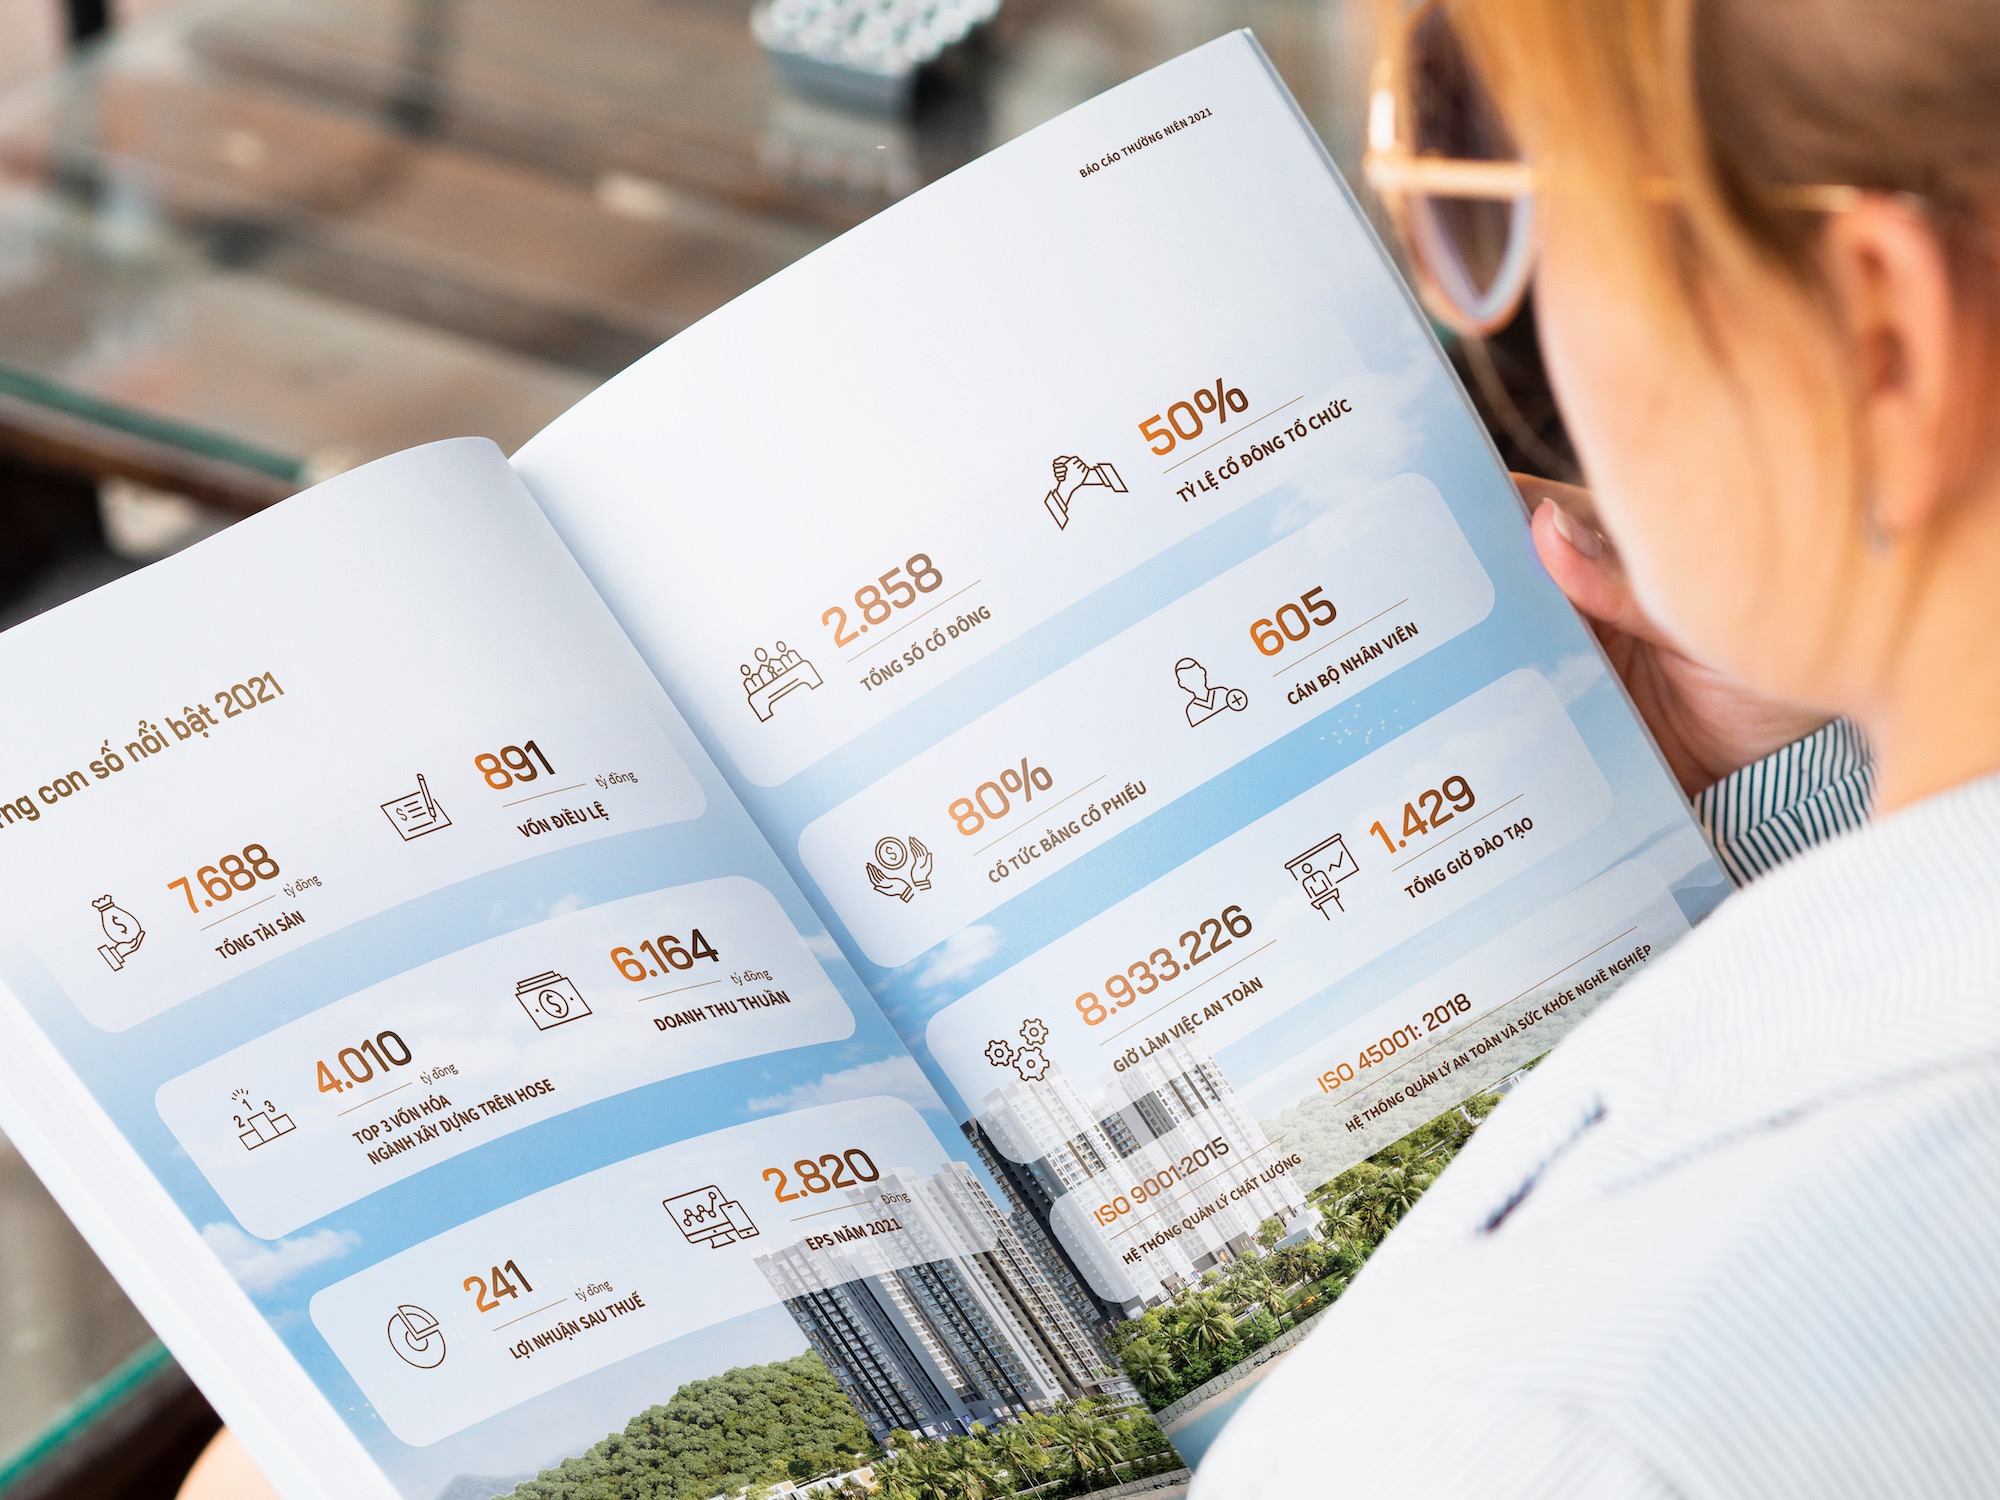 con số nổi bật 2021
7.688
tỷ đồng
TỔNG TÀI SẢN
891
tỷ đồng
VỐN ĐIỀU LỆ
1
2
3
4.010
tỷ đồng
TOP 3 VỐN HÓA
NGÀNH XÂY DỰNG TRÊN HOSE
6.164
tỷ đồng
DOANH THU THUẦN
241
tỷ đồng
LỢI NHUẬN SAU THUẾ
2.820
Đồng
EPS NĂM 2021
BÁO CÁO THƯỜNG NIÊN 2021
2.858
TỔNG SỐ CỔ ĐÔNG
50%
TỶ LỆ CỔ ĐÔNG TỔ CHỨC
80%
CỔ TỨC BẰNG CỔ PHIẾU
605
CÁN BỘ NHÂN VIÊN
8.933.226
GIỜ LÀM VIỆC AN TOÀN
1.429
TỔNG GIỜ ĐÀO TẠO
ISO 9001:2015
HỆ THỐNG QUẢN LÝ CHẤT LƯỢNG
ISO 45001: 2018
HỆ THỐNG QUẢN LÝ AN TOÀN VÀ SỨC KHỎE NGHỀ NGHIỆP